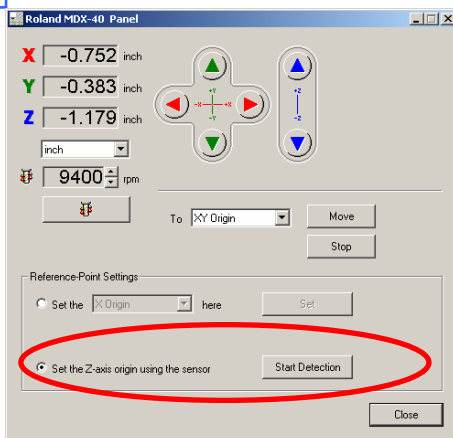 Roland MDX-40 Panel
X -0.752 inch
Y -0.383 inch
Z -1.179 inch
inch
9400 rpm
+Y
-X +X
-Y
+Z
-Z
To XY Origin Move
Stop
Reference-Point Settings
Set the X Origin here Set
Set the Z-axis origin using the sensor Start Detection
Close